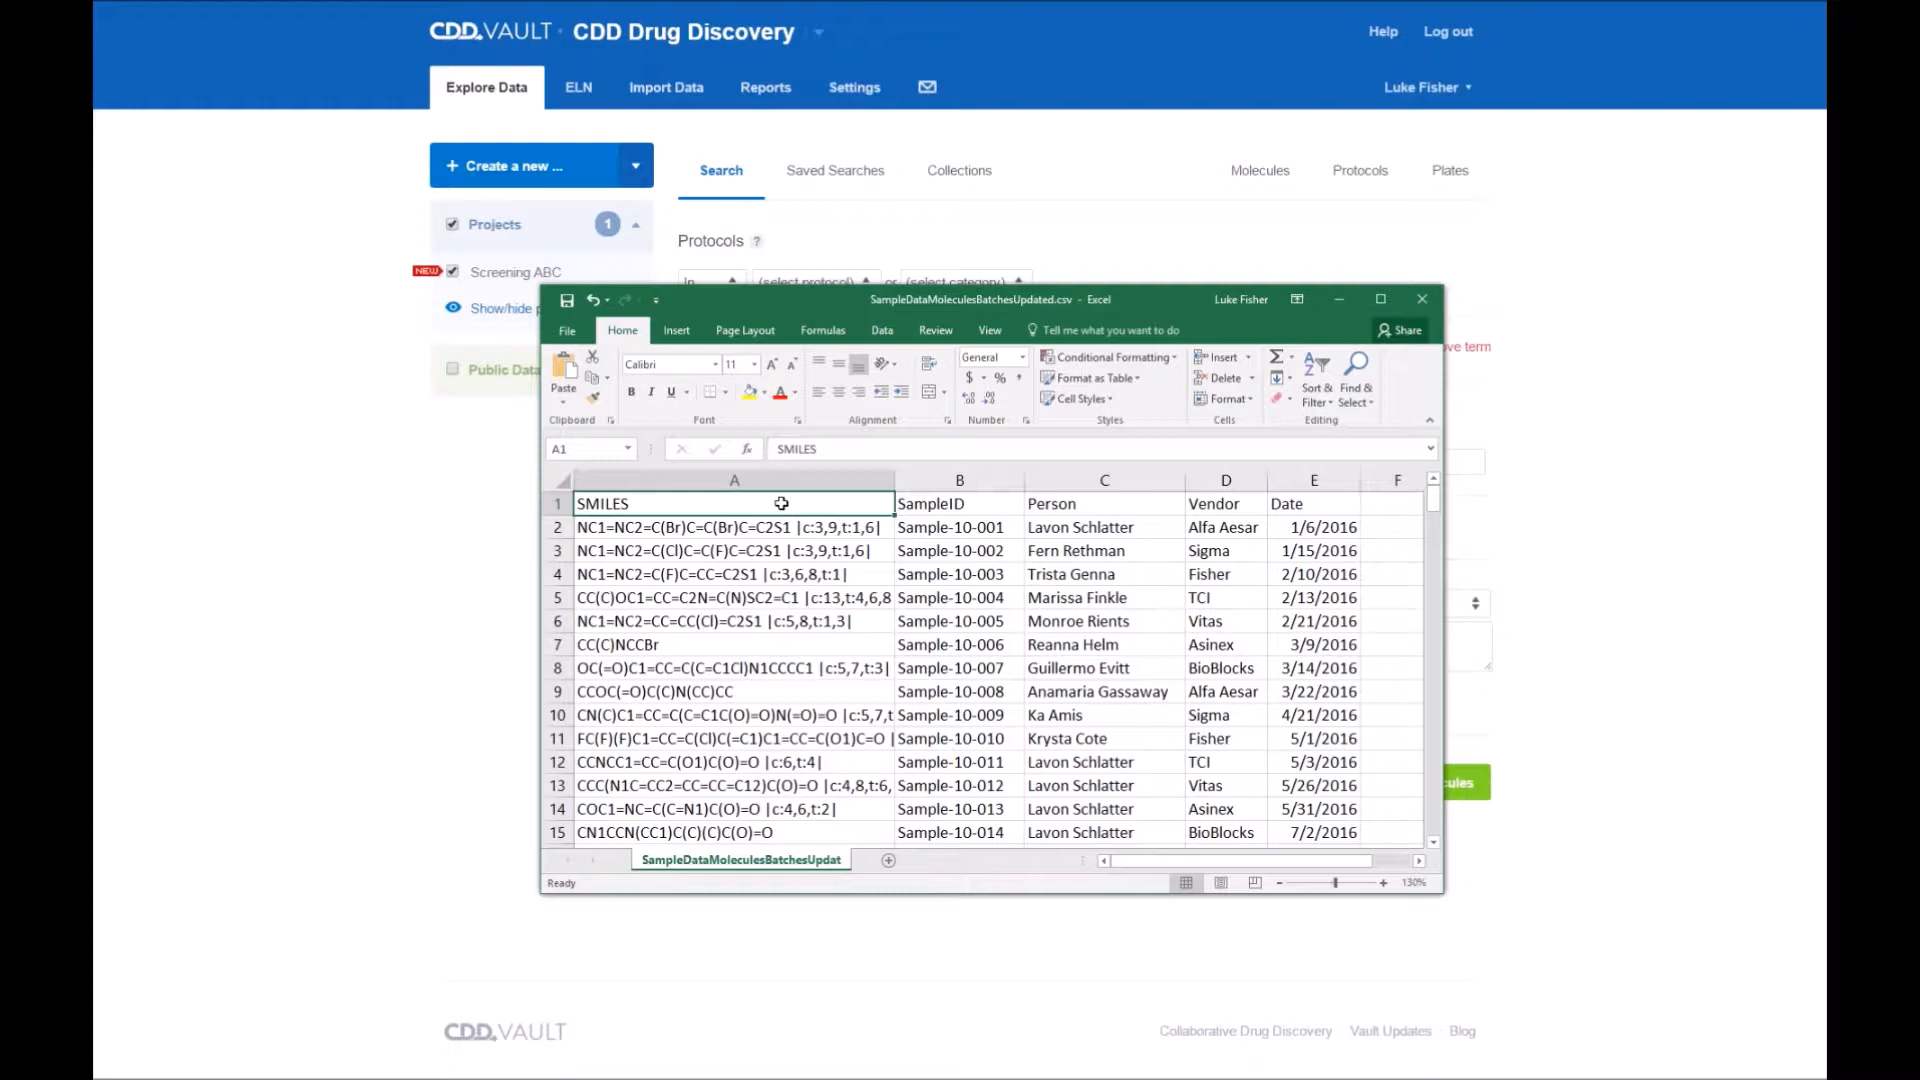 CDD.VAULT CDD Drug Discovery Help Log out
Explore Data ELN Import Data Reports Settings Luke Fisher
+ Create a new ... Search Saved Searches Collections Molecules Protocols Plates
Projects 1
Protocols ?
NEW Screening ABC
In (select protocol) or (select category)
Show/hide
SampleDataMoleculesBatchesUpdated.csv - Excel Luke Fisher
File Home Insert Page Layout Formulas Data Review View Tell me what you want to do Share
ve term
Public Data
Paste Calibri 11 General Conditional Formatting Insert
B I U $ % , Format as Table Delete Sort & Find &
Cell Styles Format Filter Select
Clipboard Font Alignment Number Styles Cells Editing
A1 fx SMILES
A B C D E F
1 SMILES SampleID Person Vendor Date
2 NC1=NC2=C(Br)C=C(Br)C=C2S1 |c:3,9,t:1,6| Sample-10-001 Lavon Schlatter Alfa Aesar 1/6/2016
3 NC1=NC2=C(Cl)C=C(F)C=C2S1 |c:3,9,t:1,6| Sample-10-002 Fern Rethman Sigma 1/15/2016
4 NC1=NC2=C(F)C=CC=C2S1 |c:3,6,8,t:1| Sample-10-003 Trista Genna Fisher 2/10/2016
5 CC(C)OC1=CC=C2N=C(N)SC2=C1 |c:13,t:4,6,8 Sample-10-004 Marissa Finkle TCI 2/13/2016
6 NC1=NC2=CC=CC(Cl)=C2S1 |c:5,8,t:1,3| Sample-10-005 Monroe Rients Vitas 2/21/2016
7 CC(C)NCCBr Sample-10-006 Reanna Helm Asinex 3/9/2016
8 OC(=O)C1=CC=C(C=C1Cl)N1CCCC1 |c:5,7,t:3| Sample-10-007 Guillermo Evitt BioBlocks 3/14/2016
9 CCOC(=O)C(C)N(CC)CC Sample-10-008 Anamaria Gassaway Alfa Aesar 3/22/2016
10 CN(C)C1=CC=C(C=C1C(O)=O)N(=O)=O |c:5,7,t Sample-10-009 Ka Amis Sigma 4/21/2016
11 FC(F)(F)C1=CC=C(Cl)C(=C1)C1=CC=C(O1)C=O | Sample-10-010 Krysta Cote Fisher 5/1/2016
12 CCNCC1=CC=C(O1)C(O)=O |c:6,t:4| Sample-10-011 Lavon Schlatter TCI 5/3/2016
13 CCC(N1C=CC2=CC=CC=C12)C(O)=O |c:4,8,t:6, Sample-10-012 Lavon Schlatter Vitas 5/26/2016
cules
14 COC1=NC=C(C=N1)C(O)=O |c:4,6,t:2| Sample-10-013 Lavon Schlatter Asinex 5/31/2016
15 CN1CCN(CC1)C(C)(C)C(O)=O Sample-10-014 Lavon Schlatter BioBlocks 7/2/2016
SampleDataMoleculesBatchesUpdat
Ready 130%
CDD.VAULT Collaborative Drug Discovery Vault Updates Blog